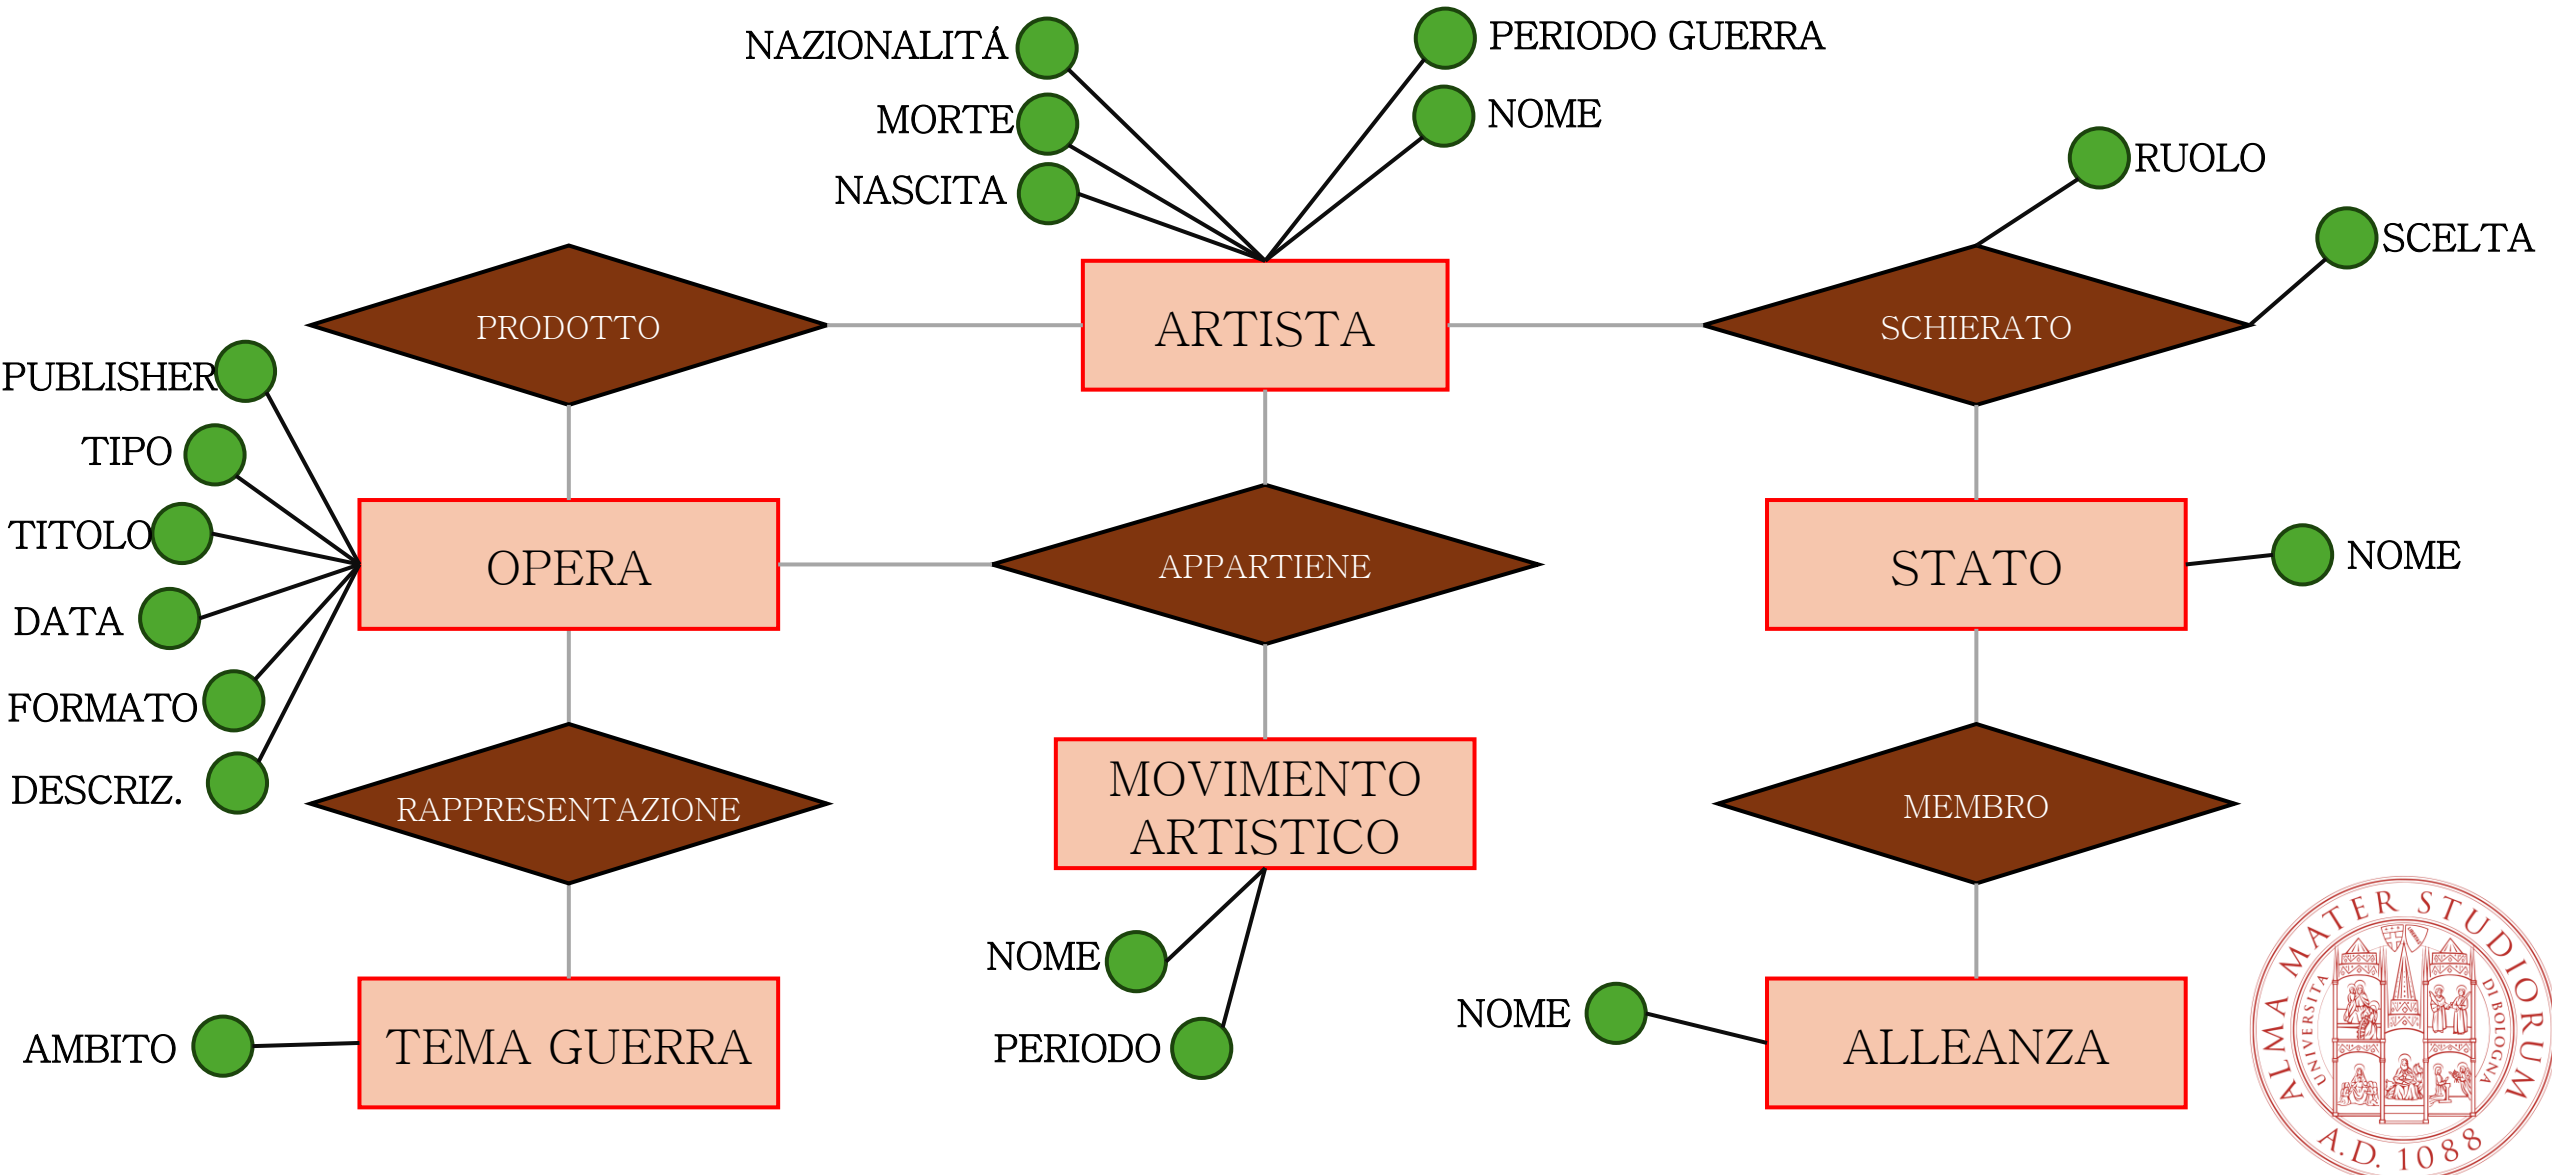 NAZIONALITÁ
PERIODO GUERRA
MORTE
NOME
NASCITA
RUOLO
SCELTA
PRODOTTO
ARTISTA
SCHIERATO
PUBLISHER
TIPO
TITOLO
DATA
FORMATO
DESCRIZ.
OPERA
APPARTIENE
STATO
NOME
RAPPRESENTAZIONE
MOVIMENTO
ARTISTICO
MEMBRO
NOME
PERIODO
AMBITO
TEMA GUERRA
NOME
ALLEANZA
ALMA MATER STUDIORUM
UNIVERSITA
DI BOLOGNA
A.D. 1088